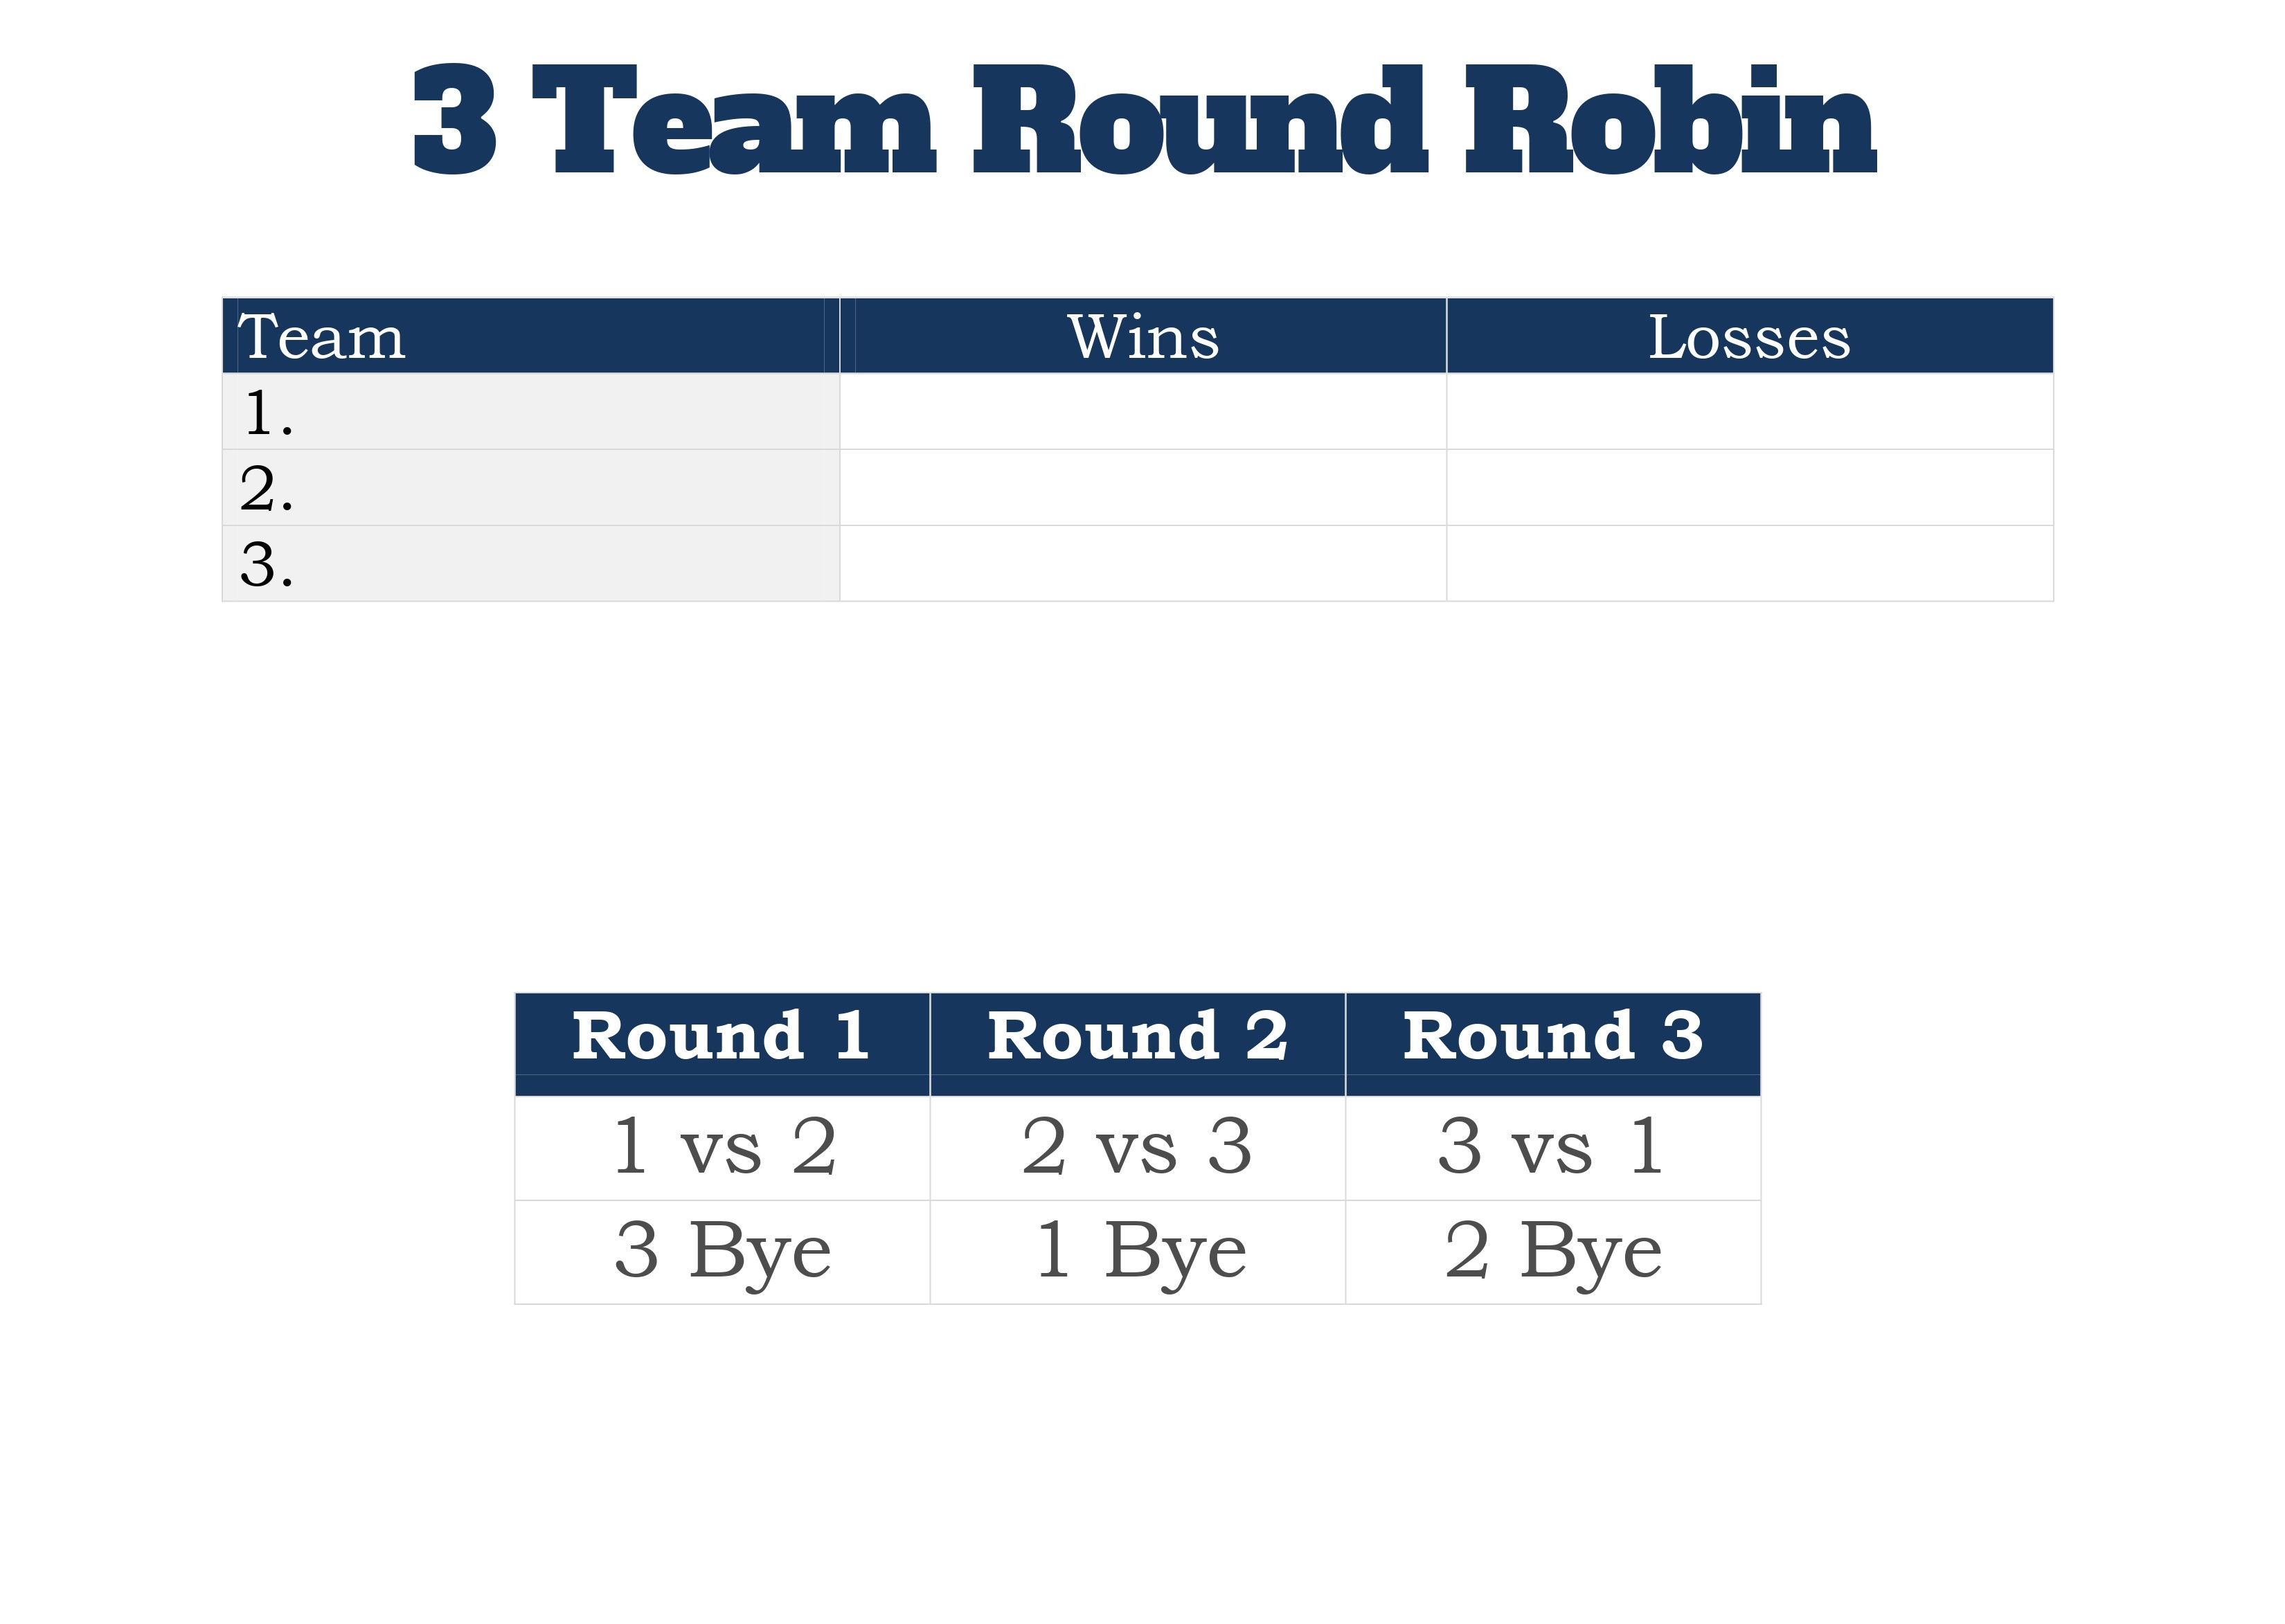 3 Team Round Robin
Team Wins Losses
1.
2.
3.
Round 1 Round 2 Round 3
1 vs 2 2 vs 3 3 vs 1
3 Bye 1 Bye 2 Bye